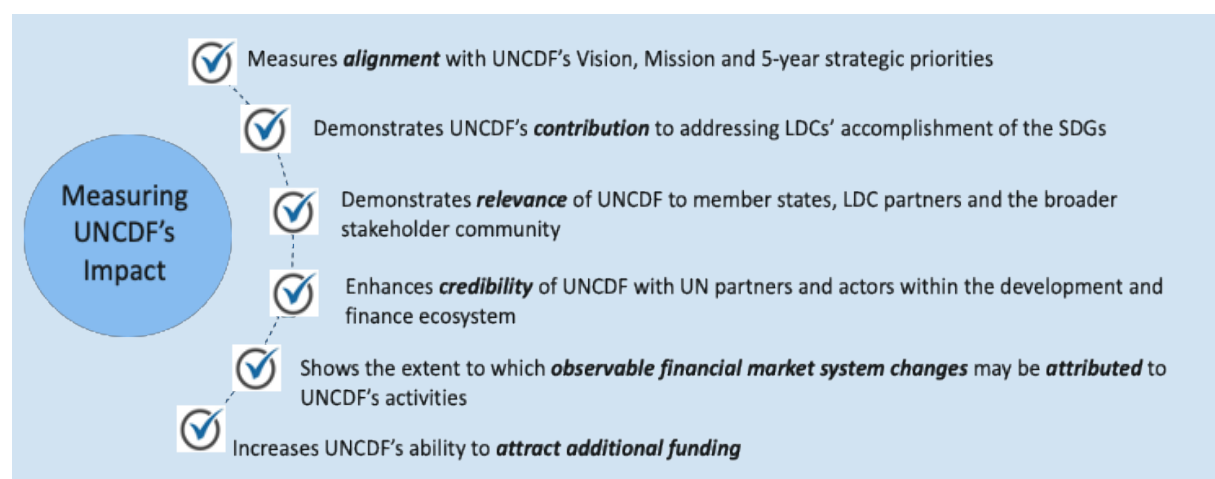 Measures alignment with UNCDF's Vision, Mission and 5-year strategic priorities
Demonstrates UNCDF's contribution to addressing LDCs' accomplishment of the SDGs
Measuring
UNCDF's
Impact
Demonstrates relevance of UNCDF to member states, LDC partners and the broader
stakeholder community
Enhances credibility of UNCDF with UN partners and actors within the development and
finance ecosystem
Shows the extent to which observable financial market system changes may be attributed to
UNCDF's activities
Increases UNCDF's ability to attract additional funding